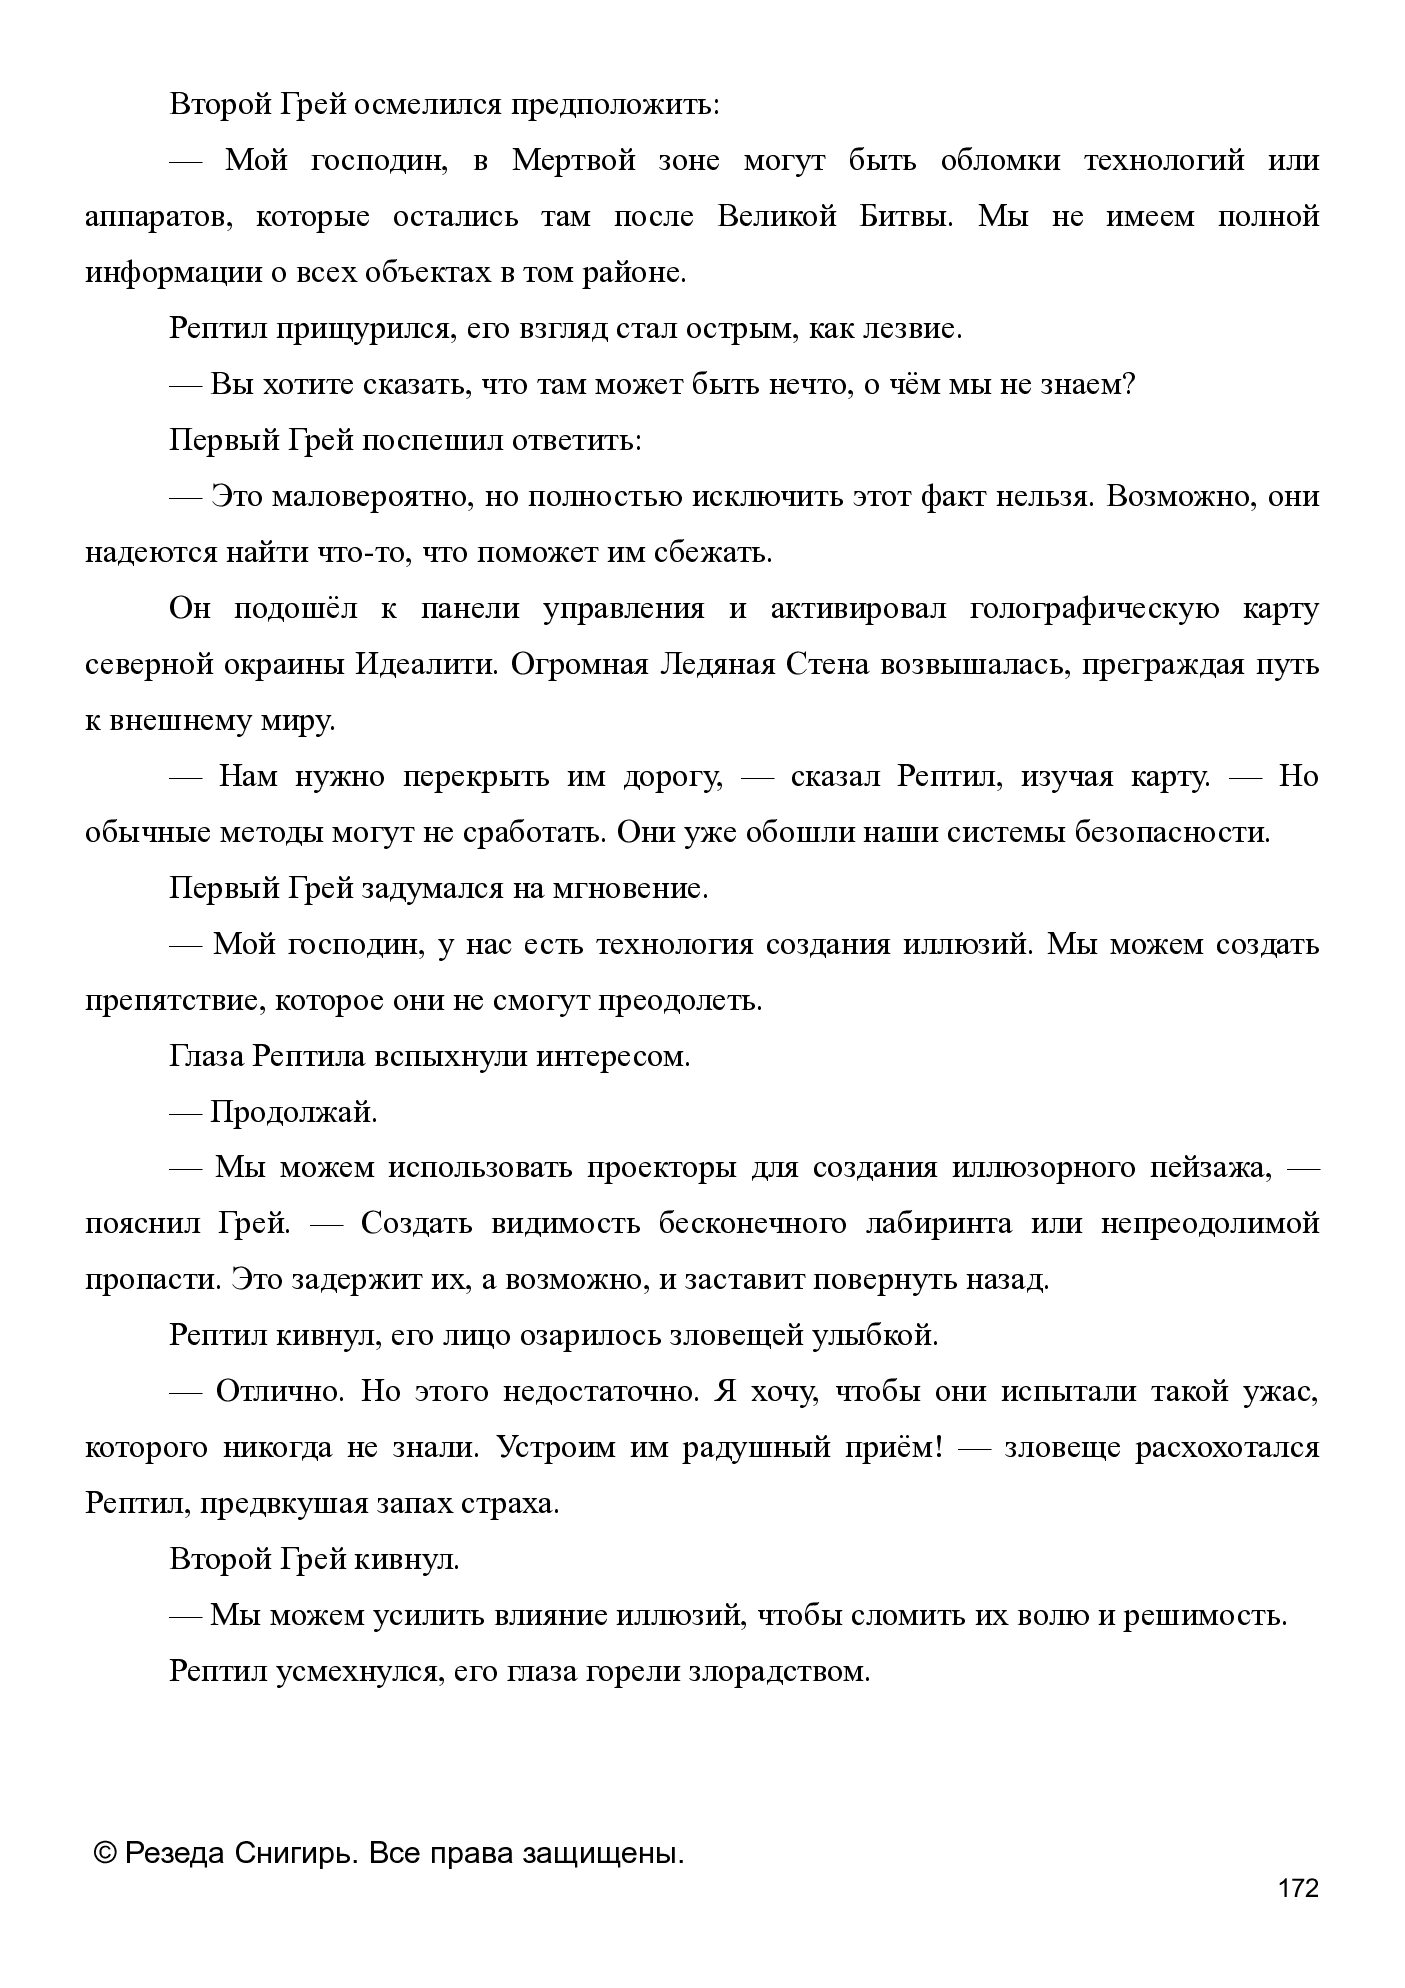 Второй Грей осмелился предположить:
— Мой господин, в Мертвой зоне могут быть обломки технологий или
аппаратов, которые остались там после Великой Битвы. Мы не имеем полной
информации о всех объектах в том районе.
Рептил прищурился, его взгляд стал острым, как лезвие.
— Вы хотите сказать, что там может быть нечто, о чём мы не знаем?
Первый Грей поспешил ответить:
— Это маловероятно, но полностью исключить этот факт нельзя. Возможно, они
надеются найти что-то, что поможет им сбежать.
Он подошёл к панели управления и активировал голографическую карту
северной окраины Идеалити. Огромная Ледяная Стена возвышалась, преграждая путь
к внешнему миру.
— Нам нужно перекрыть им дорогу, — сказал Рептил, изучая карту. — Но
обычные методы могут не сработать. Они уже обошли наши системы безопасности.
Первый Грей задумался на мгновение.
— Мой господин, у нас есть технология создания иллюзий. Мы можем создать
препятствие, которое они не смогут преодолеть.
Глаза Рептила вспыхнули интересом.
— Продолжай.
— Мы можем использовать проекторы для создания иллюзорного пейзажа, —
пояснил Грей. — Создать видимость бесконечного лабиринта или непреодолимой
пропасти. Это задержит их, а возможно, и заставит повернуть назад.
Рептил кивнул, его лицо озарилось зловещей улыбкой.
— Отлично. Но этого недостаточно. Я хочу, чтобы они испытали такой ужас,
которого никогда не знали. Устроим им радушный приём! — зловеще расхохотался
Рептил, предвкушая запах страха.
Второй Грей кивнул.
— Мы можем усилить влияние иллюзий, чтобы сломить их волю и решимость.
Рептил усмехнулся, его глаза горели злорадством.
© Резеда Снигирь. Все права защищены.
172